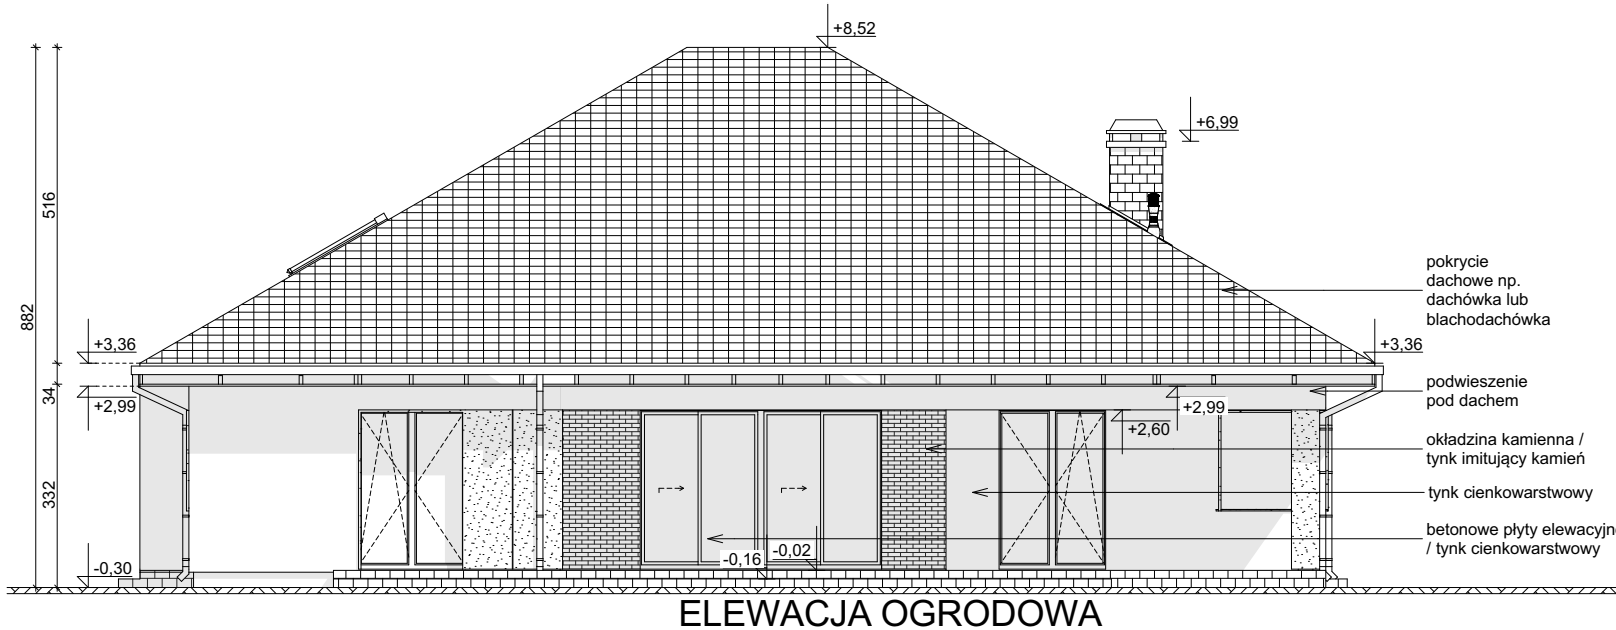 +8,52
+6,99
516
882
pokrycie
dachowe np.
dachówka lub
blachodachówka
+3,36
+3,36
34
+2,99
podwieszenie
pod dachem
+2,99
+2,60
okładzina kamienna /
tynk imitujący kamień
332
tynk cienkowarstwowy
betonowe płyty elewacyjne
/ tynk cienkowarstwowy
-0,02
-0,16
-0,30
ELEWACJA OGRODOWA